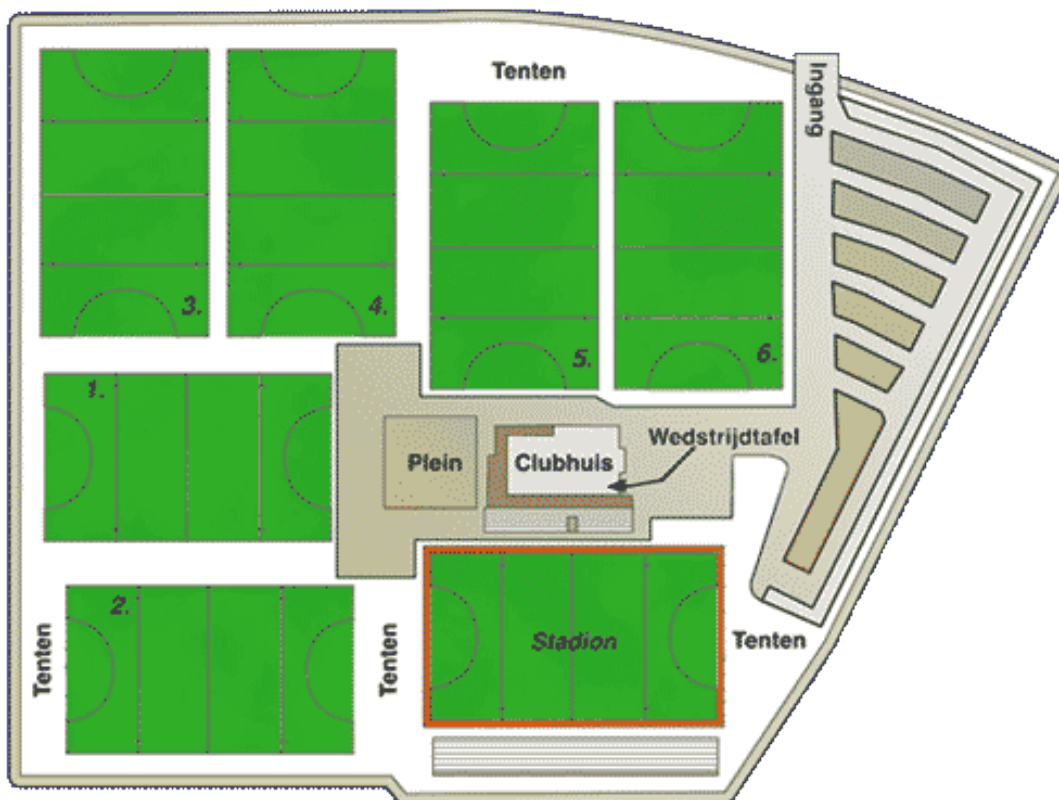 Tenten
Ingang
3.
4.
5.
6.
1.
Plein
Clubhuis
Wedstrijdtafel
2.
Tenten
Tenten
Stadion
Tenten